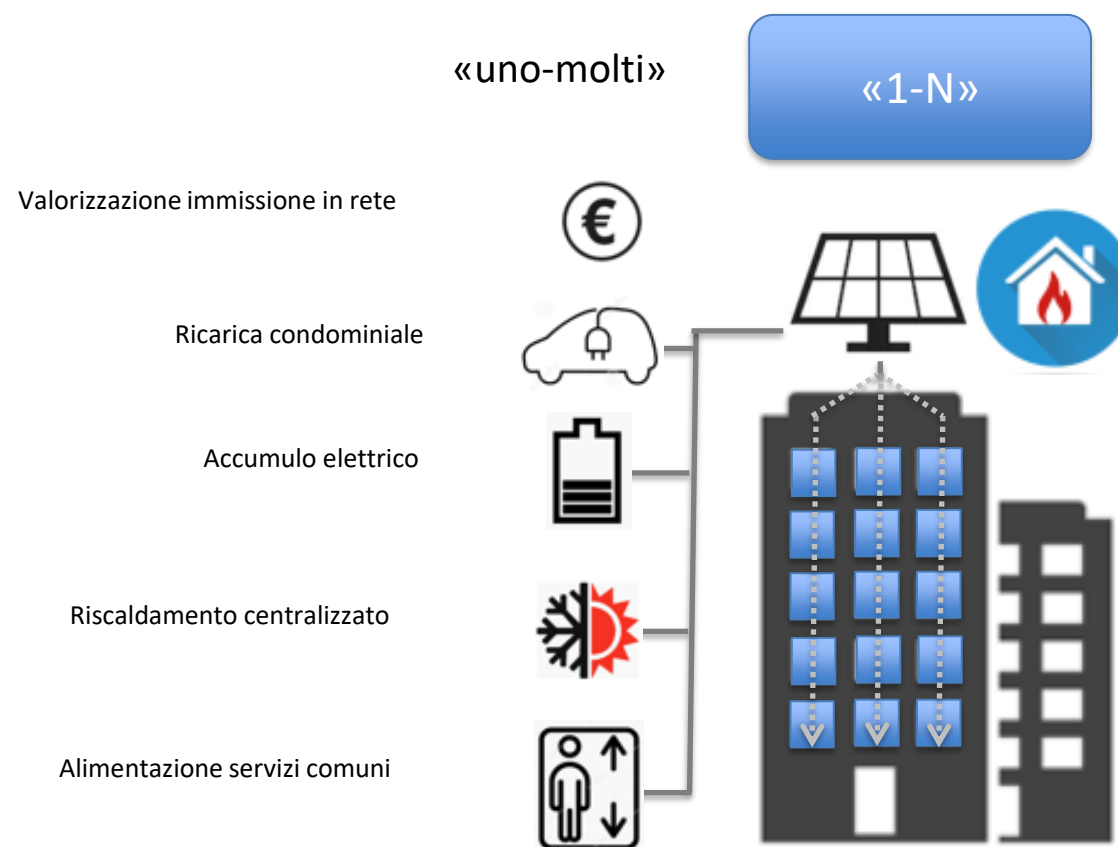 «uno-molti»
«1-N»
Valorizzazione immissione in rete
€
Ricarica condominiale
Accumulo elettrico
Riscaldamento centralizzato
Alimentazione servizi comuni